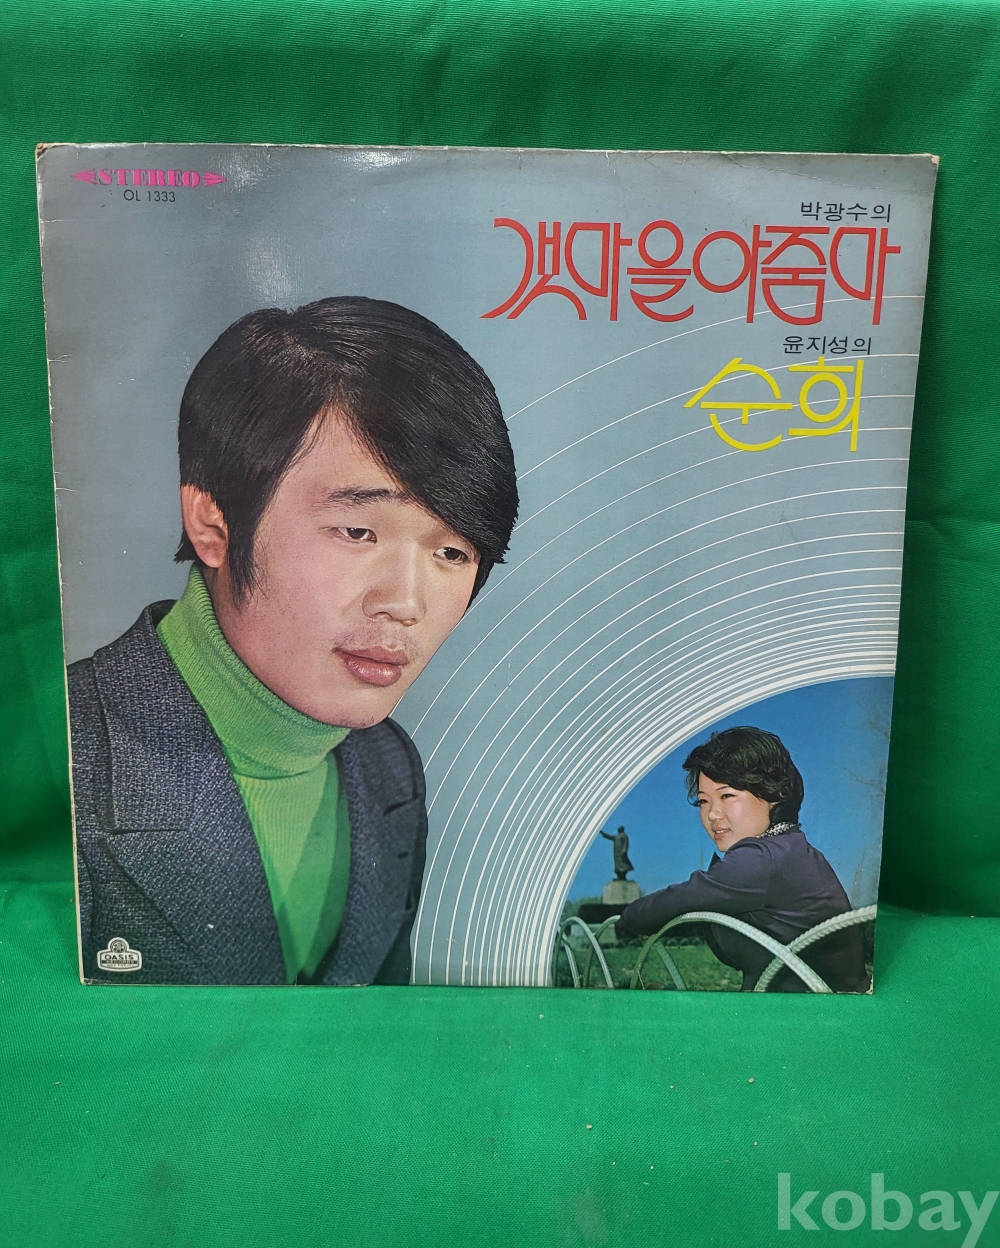 STEREO
OL 1333
박광수의
갯마을아줌마
윤지성의
순희
OASIS
kobay